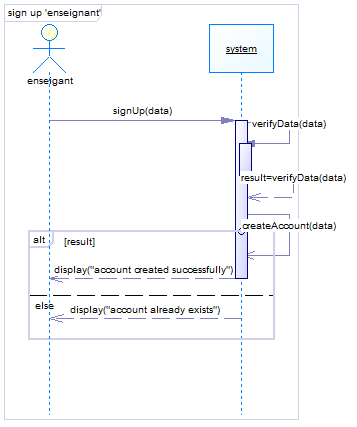 sign up 'enseignant'
system
enseigant
signUp(data)
verifyData(data)
result=verifyData(data)
createAccount(data)
alt
[result]
display("account created successfully")
else
display("account already exists")